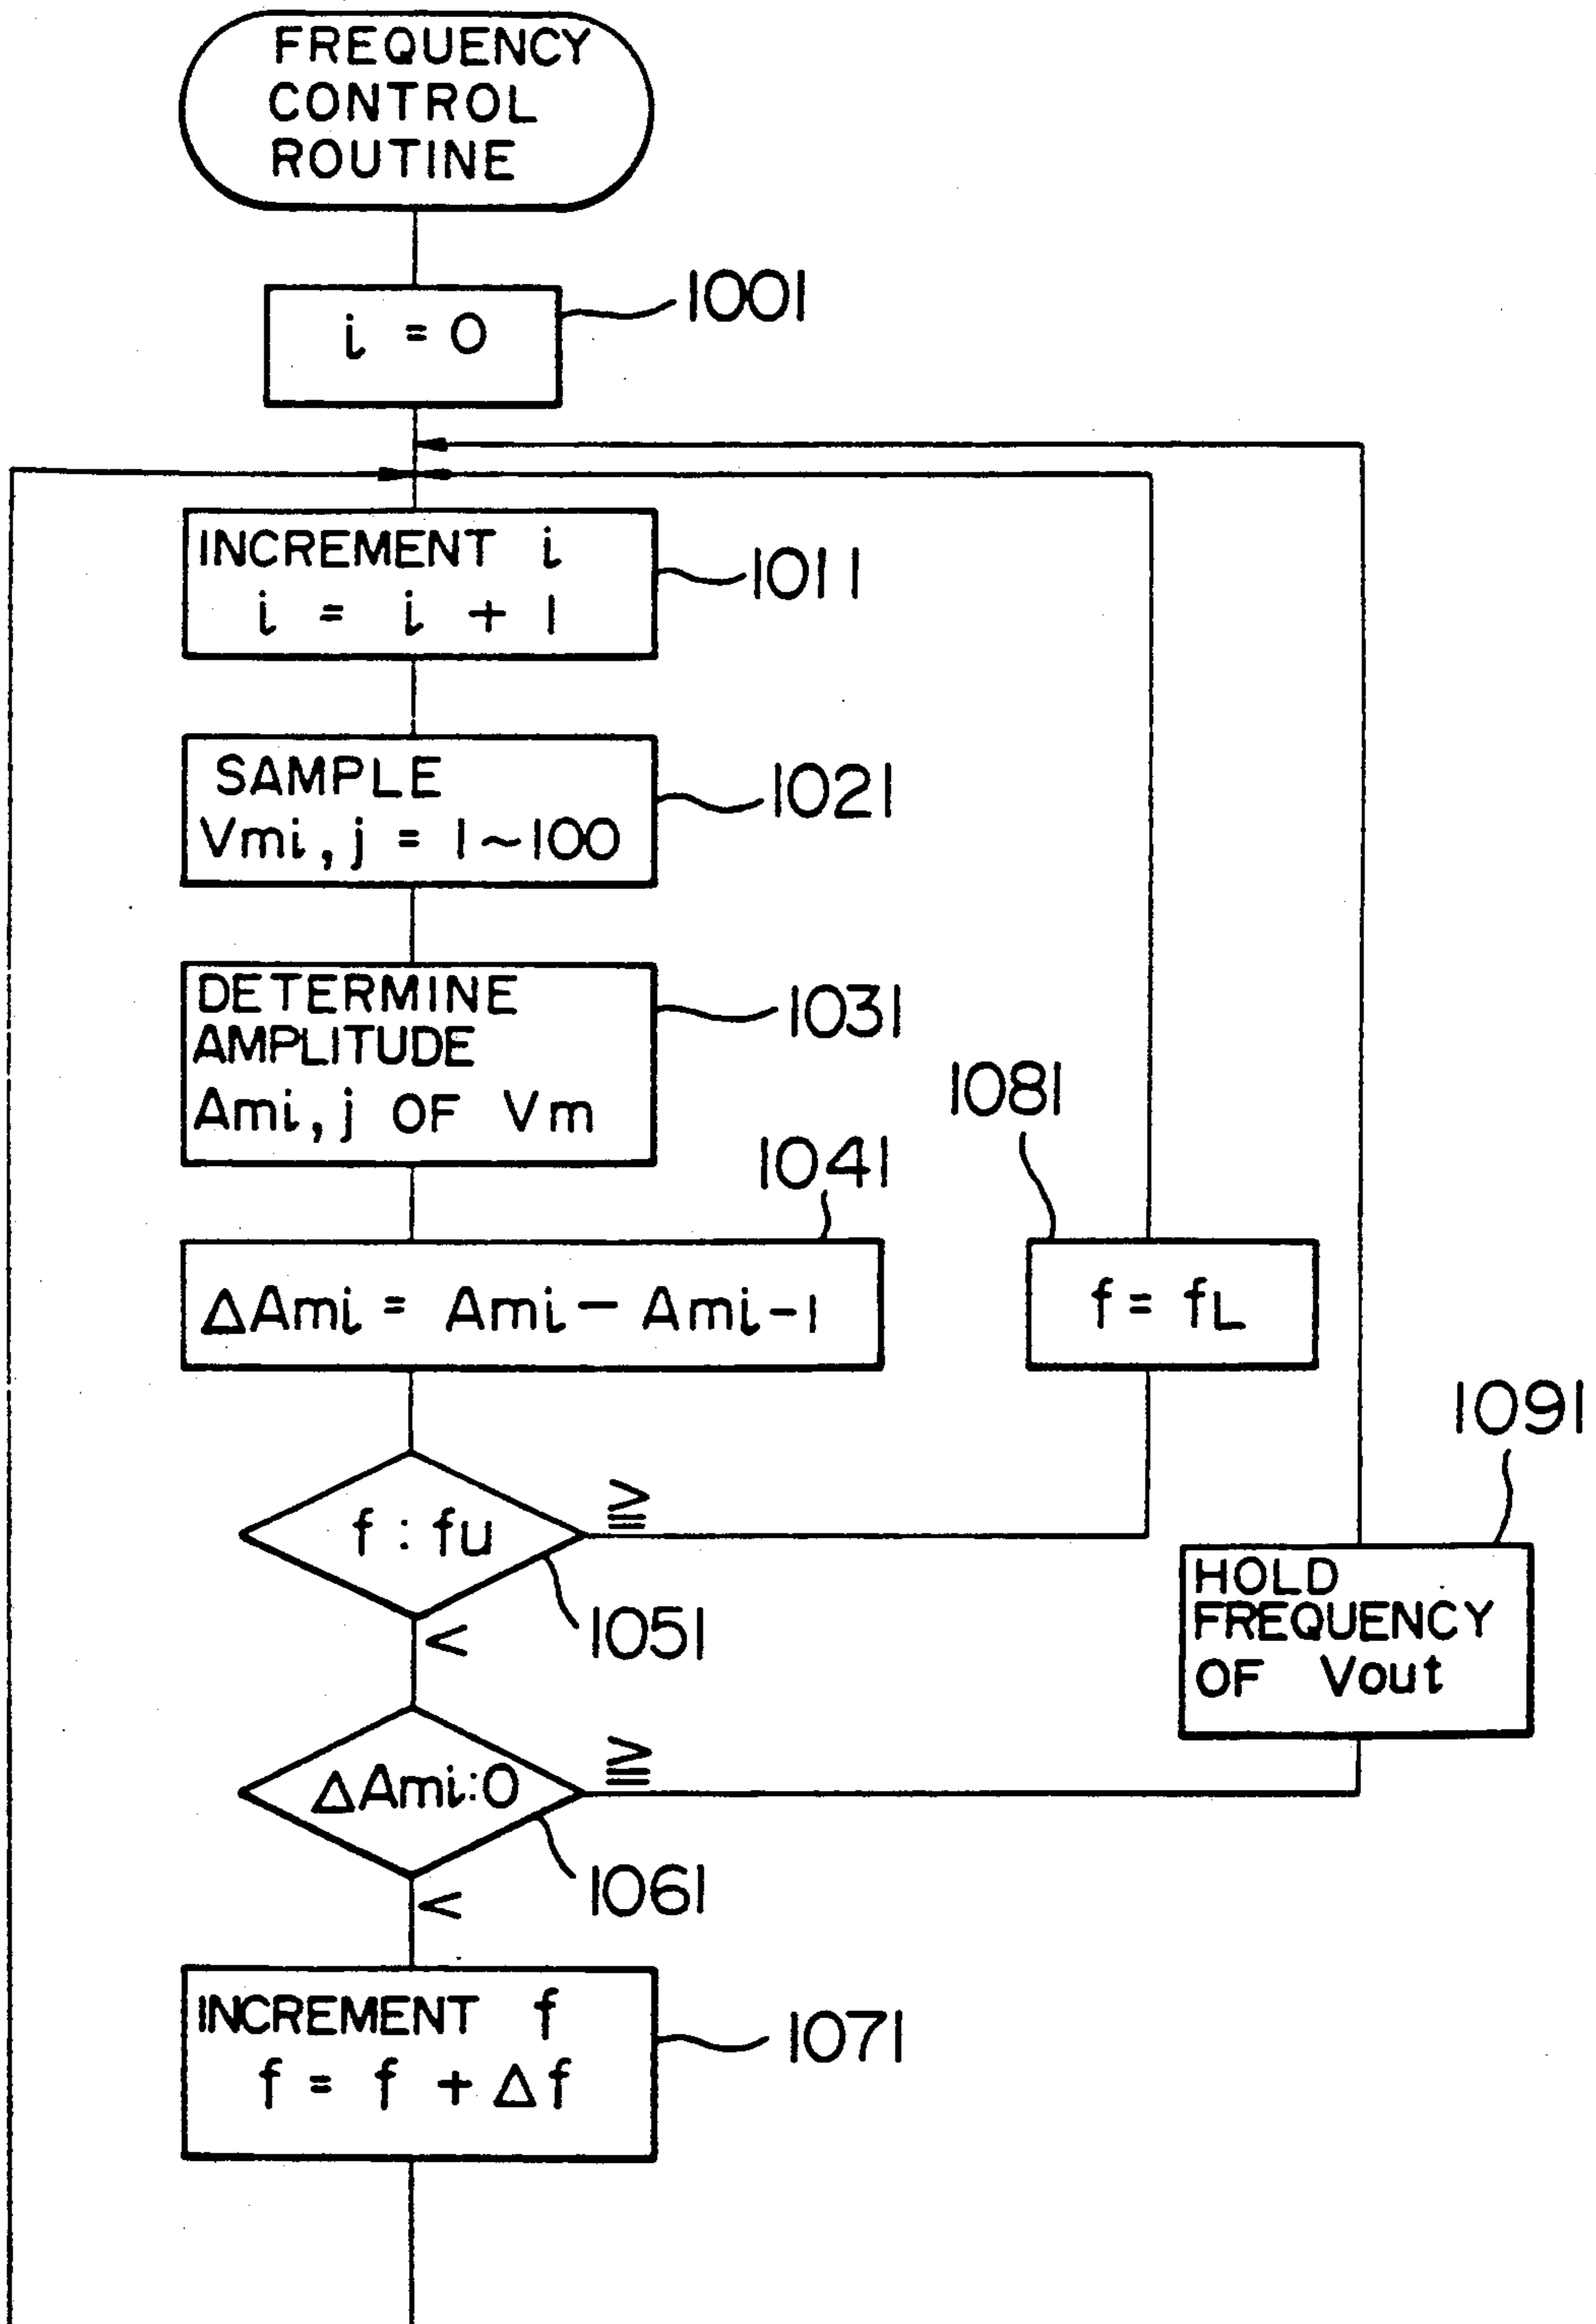 FREQUENCY
CONTROL
ROUTINE
1001
i = 0
INCREMENT i
i = i + 1
1011
SAMPLE
Vmi, j = 1~100
1021
DETERMINE
AMPLITUDE
Ami, j OF Vm
1031
1041
ΔAmi = Ami - Ami-1
1081
f = fL
1091
f : fu
≧
1051
<
HOLD
FREQUENCY
OF Vout
ΔAmi:0
≧
1061
<
INCREMENT f
f = f + Δf
1071